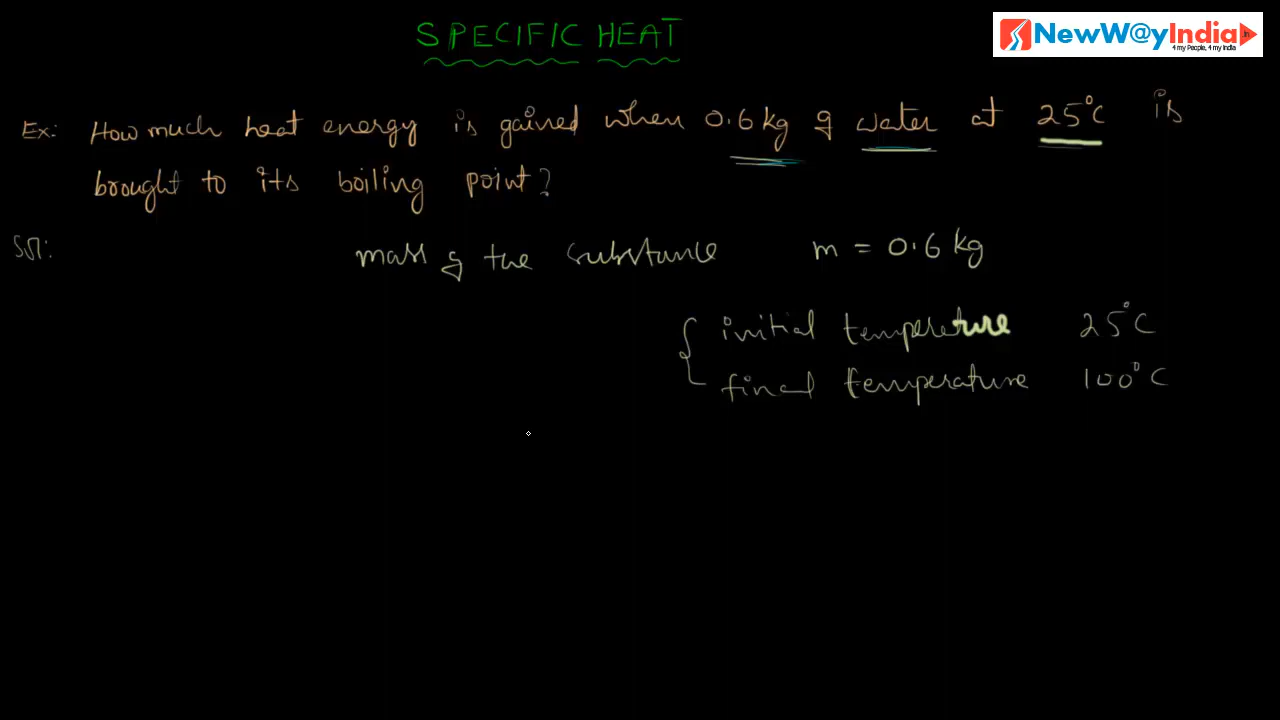 SPECIFIC HEAT
NewW@yIndia.in
4 my People, 4 my India
Ex: How much heat energy is gained when 0.6 kg of water at 25°C is
brought to its boiling point?
Sol: mass of the substance m = 0.6 kg
initial temperature 25°C
final temperature 100°C